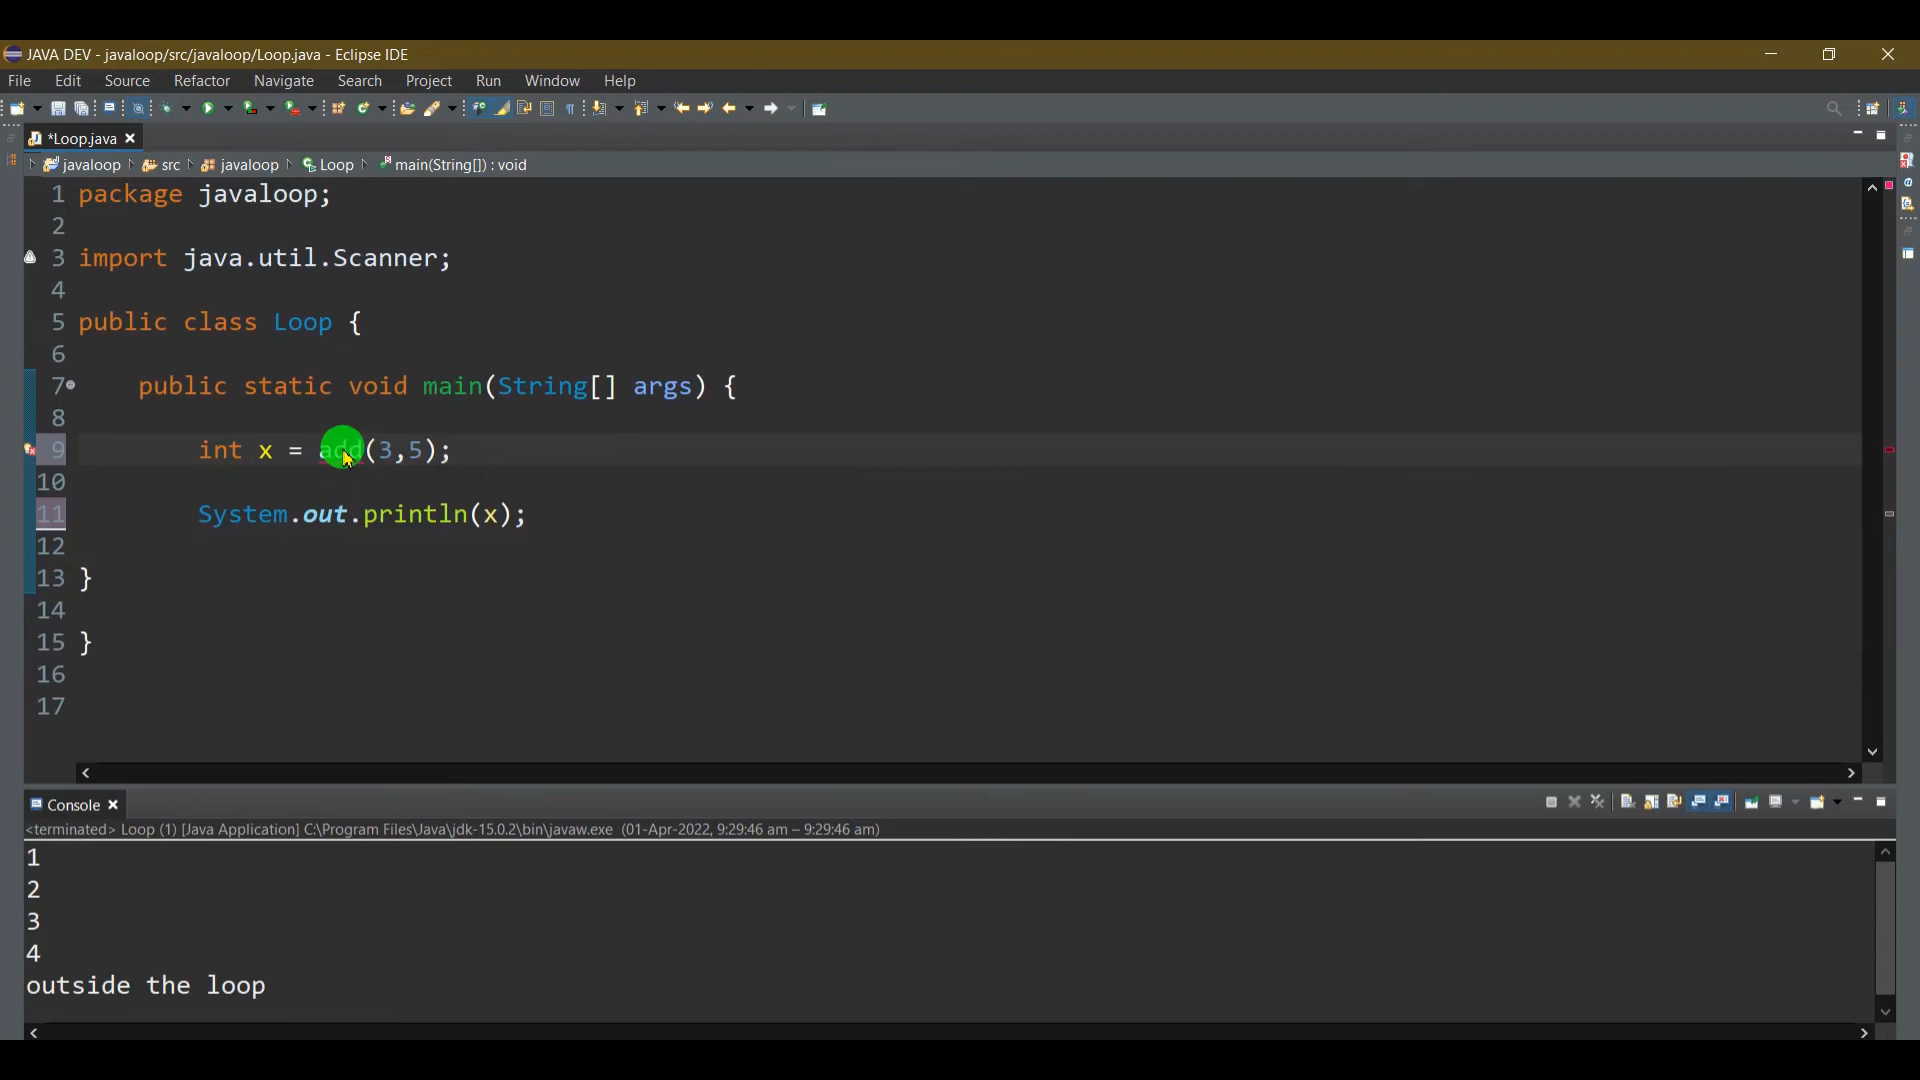 JAVA DEV - javaloop/src/javaloop/Loop.java - Eclipse IDE
File Edit Source Refactor Navigate Search Project Run Window Help
*Loop.java
javaloop src javaloop Loop main(String[]) : void
1 package javaloop;
2
3 import java.util.Scanner;
4
5 public class Loop {
6
7 public static void main(String[] args) {
8
9 int x = add(3,5);
10
11 System.out.println(x);
12
13 }
14
15 }
16
17
Console
<terminated> Loop (1) [Java Application] C:\Program Files\Java\jdk-15.0.2\bin\javaw.exe (01-Apr-2022, 9:29:46 am – 9:29:46 am)
1
2
3
4
outside the loop